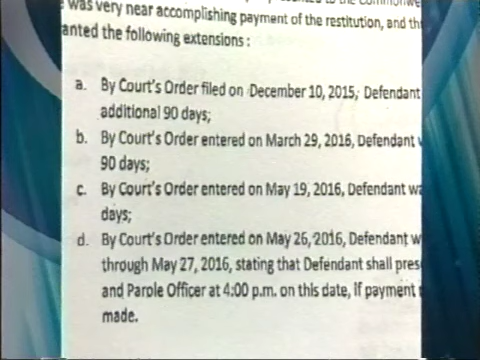 was very near accomplishing payment of the restitution, and
anted the following extensions :
a. By Court's Order filed on December 10, 2015, Defendant
additional 90 days;
b. By Court's Order entered on March 29, 2016, Defendant
90 days;
c. By Court's Order entered on May 19, 2016, Defendant
days;
d. By Court's Order entered on May 26, 2016, Defendant
through May 27, 2016, stating that Defendant shall
and Parole Officer at 4:00 p.m. on this date, if payment
made.